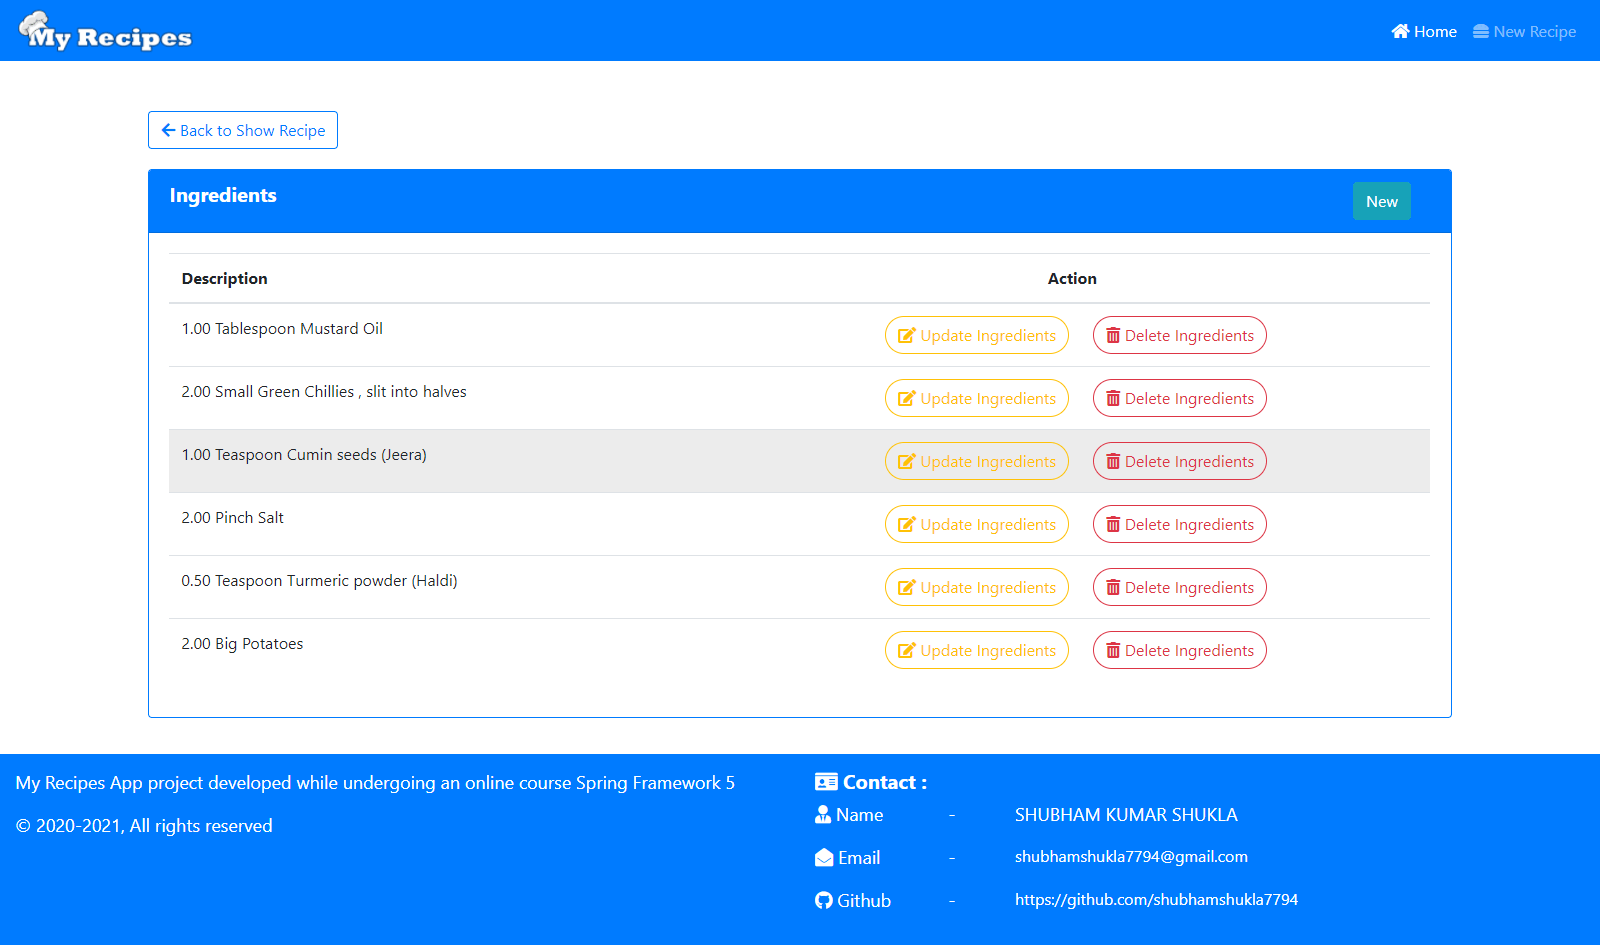 My Recipes
Home New Recipe
Back to Show Recipe
Ingredients New
Description Action
1.00 Tablespoon Mustard Oil Update Ingredients Delete Ingredients
2.00 Small Green Chillies , slit into halves Update Ingredients Delete Ingredients
1.00 Teaspoon Cumin seeds (Jeera) Update Ingredients Delete Ingredients
2.00 Pinch Salt Update Ingredients Delete Ingredients
0.50 Teaspoon Turmeric powder (Haldi) Update Ingredients Delete Ingredients
2.00 Big Potatoes Update Ingredients Delete Ingredients
My Recipes App project developed while undergoing an online course Spring Framework 5
© 2020-2021, All rights reserved
Contact :
Name - SHUBHAM KUMAR SHUKLA
Email - shubhamshukla7794@gmail.com
Github - https://github.com/shubhamshukla7794